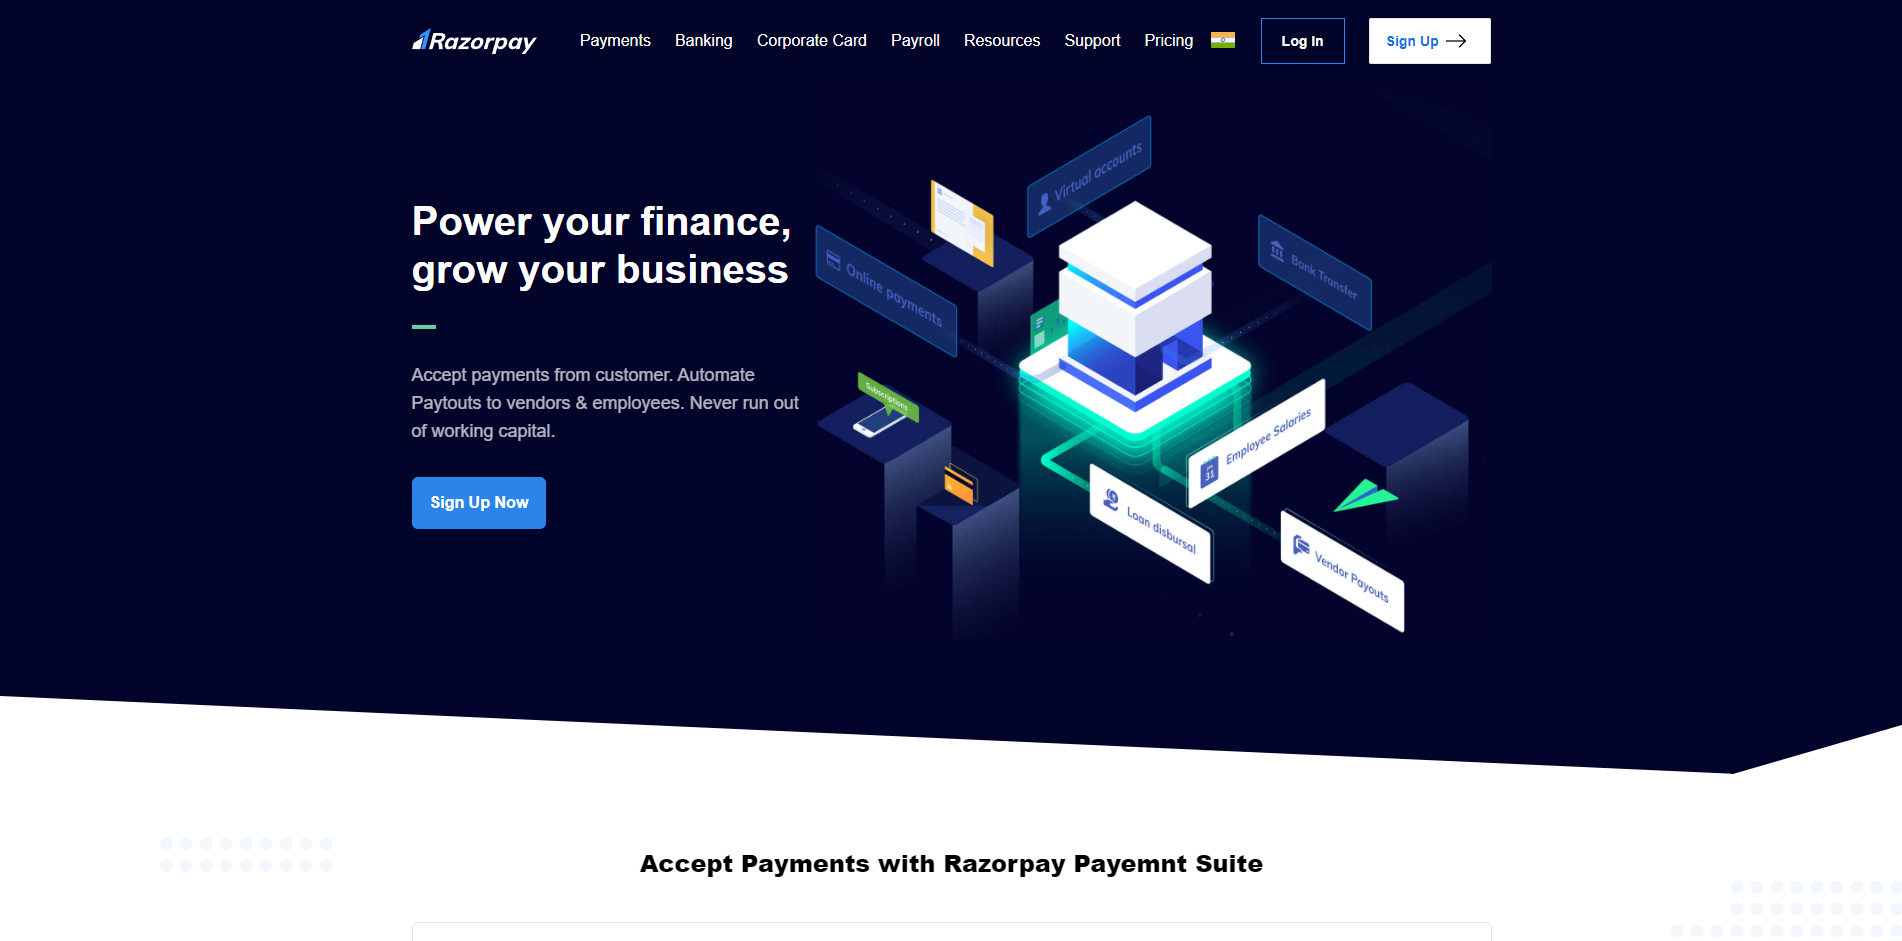 Razorpay
Payments
Banking
Corporate Card
Payroll
Resources
Support
Pricing
Log In
Sign Up
Power your finance,
grow your business
Accept payments from customer. Automate
Paytouts to vendors & employees. Never run out
of working capital.
Sign Up Now
Virtual accounts
Online payments
Bank Transfer
Subscriptions
Employee Salaries
31
Loan disbursal
Vendor Payouts
Accept Payments with Razorpay Payemnt Suite